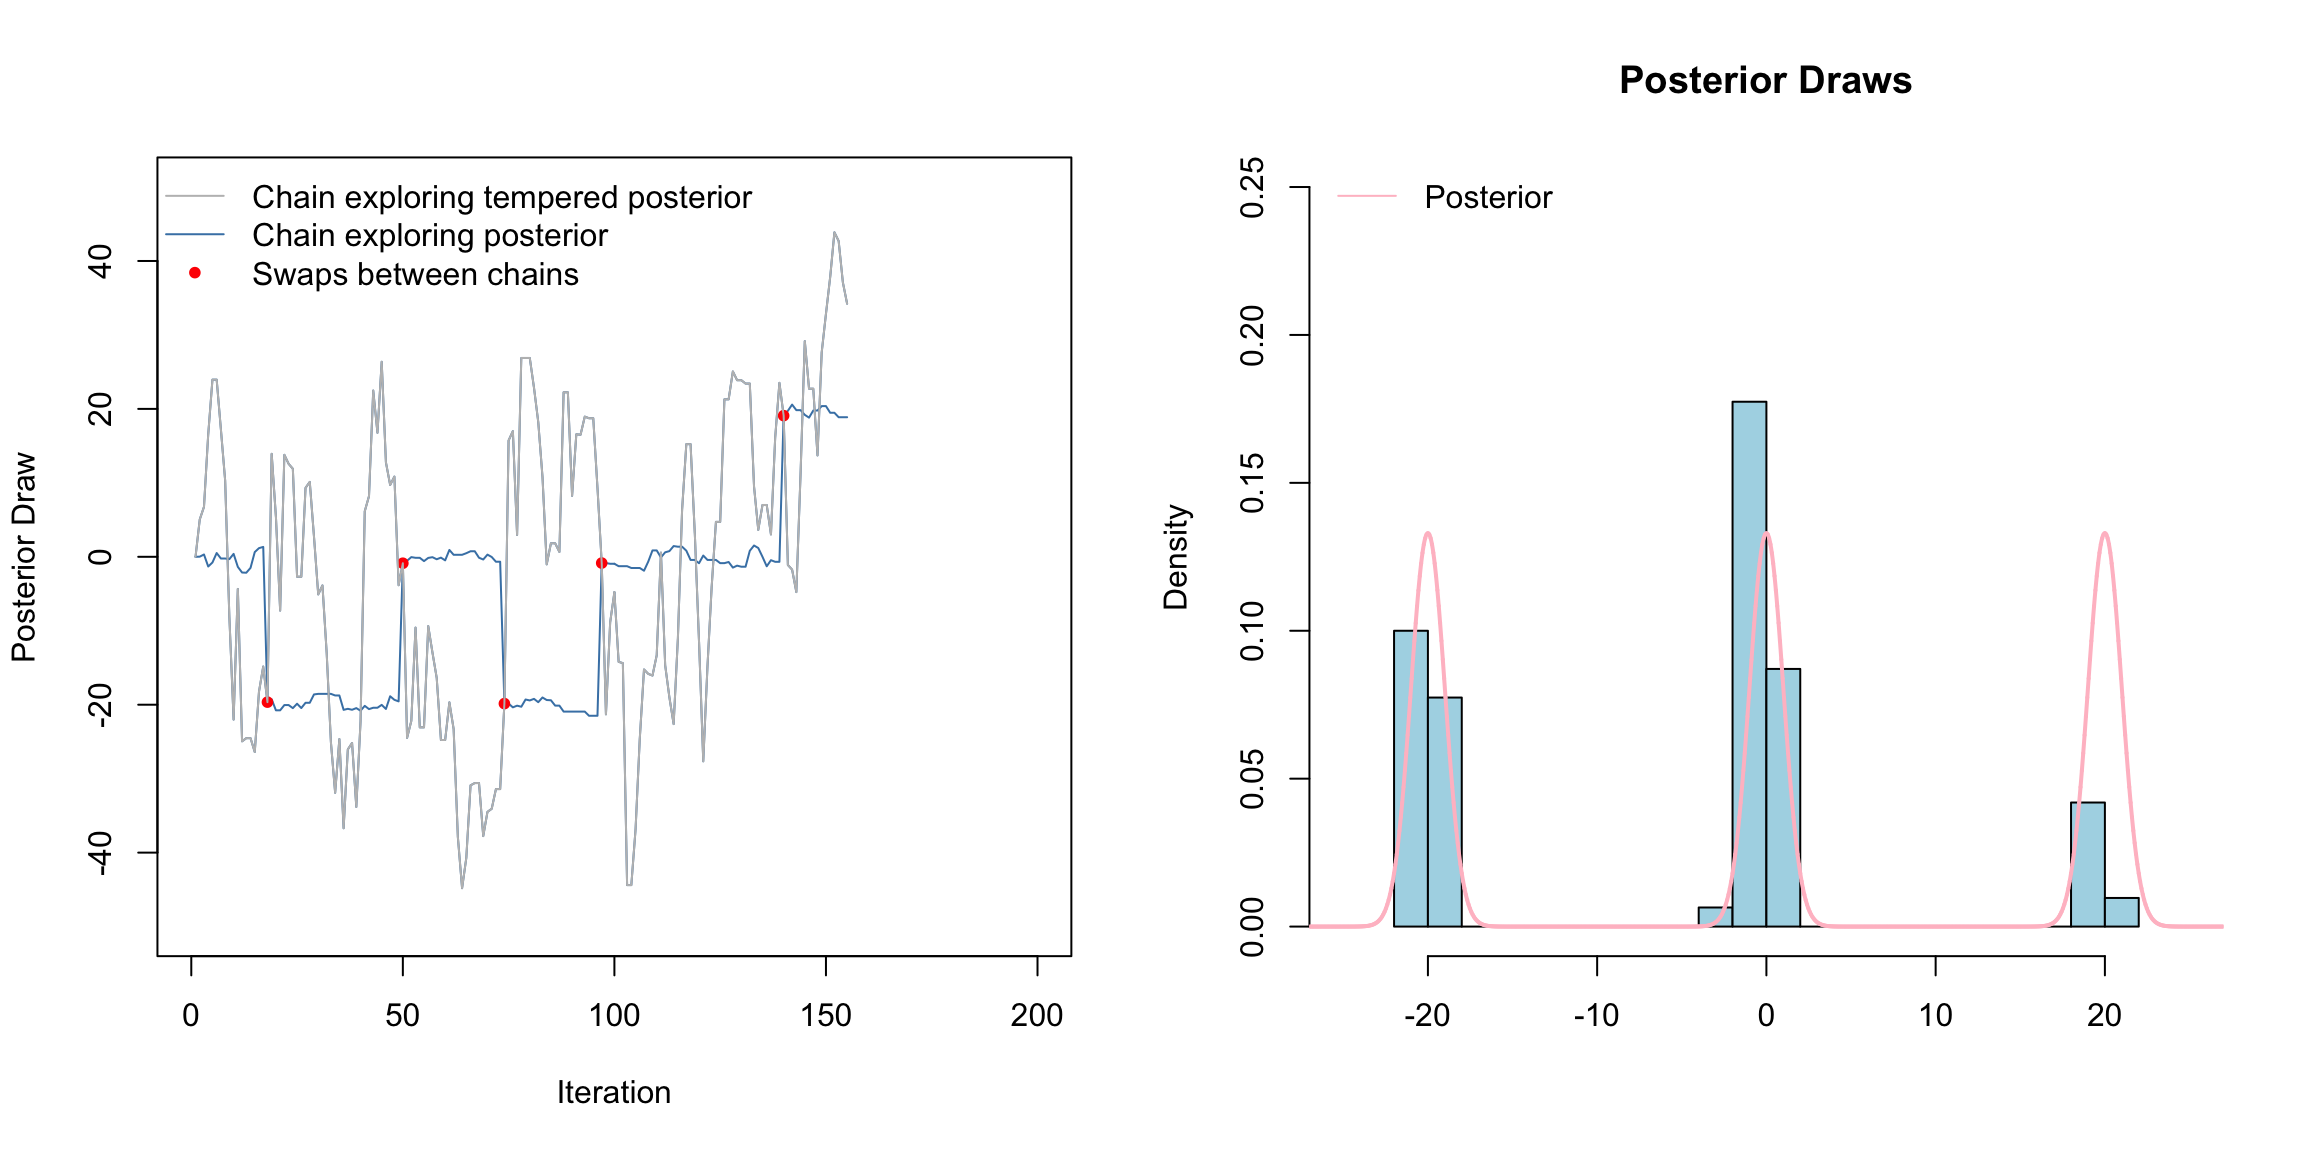 Chain exploring tempered posterior
Chain exploring posterior
Swaps between chains
Posterior Draw
40
20
0
-20
-40
0 50 100 150 200
Iteration
Posterior Draws
Posterior
Density
0.25
0.20
0.15
0.10
0.05
0.00
-20 -10 0 10 20